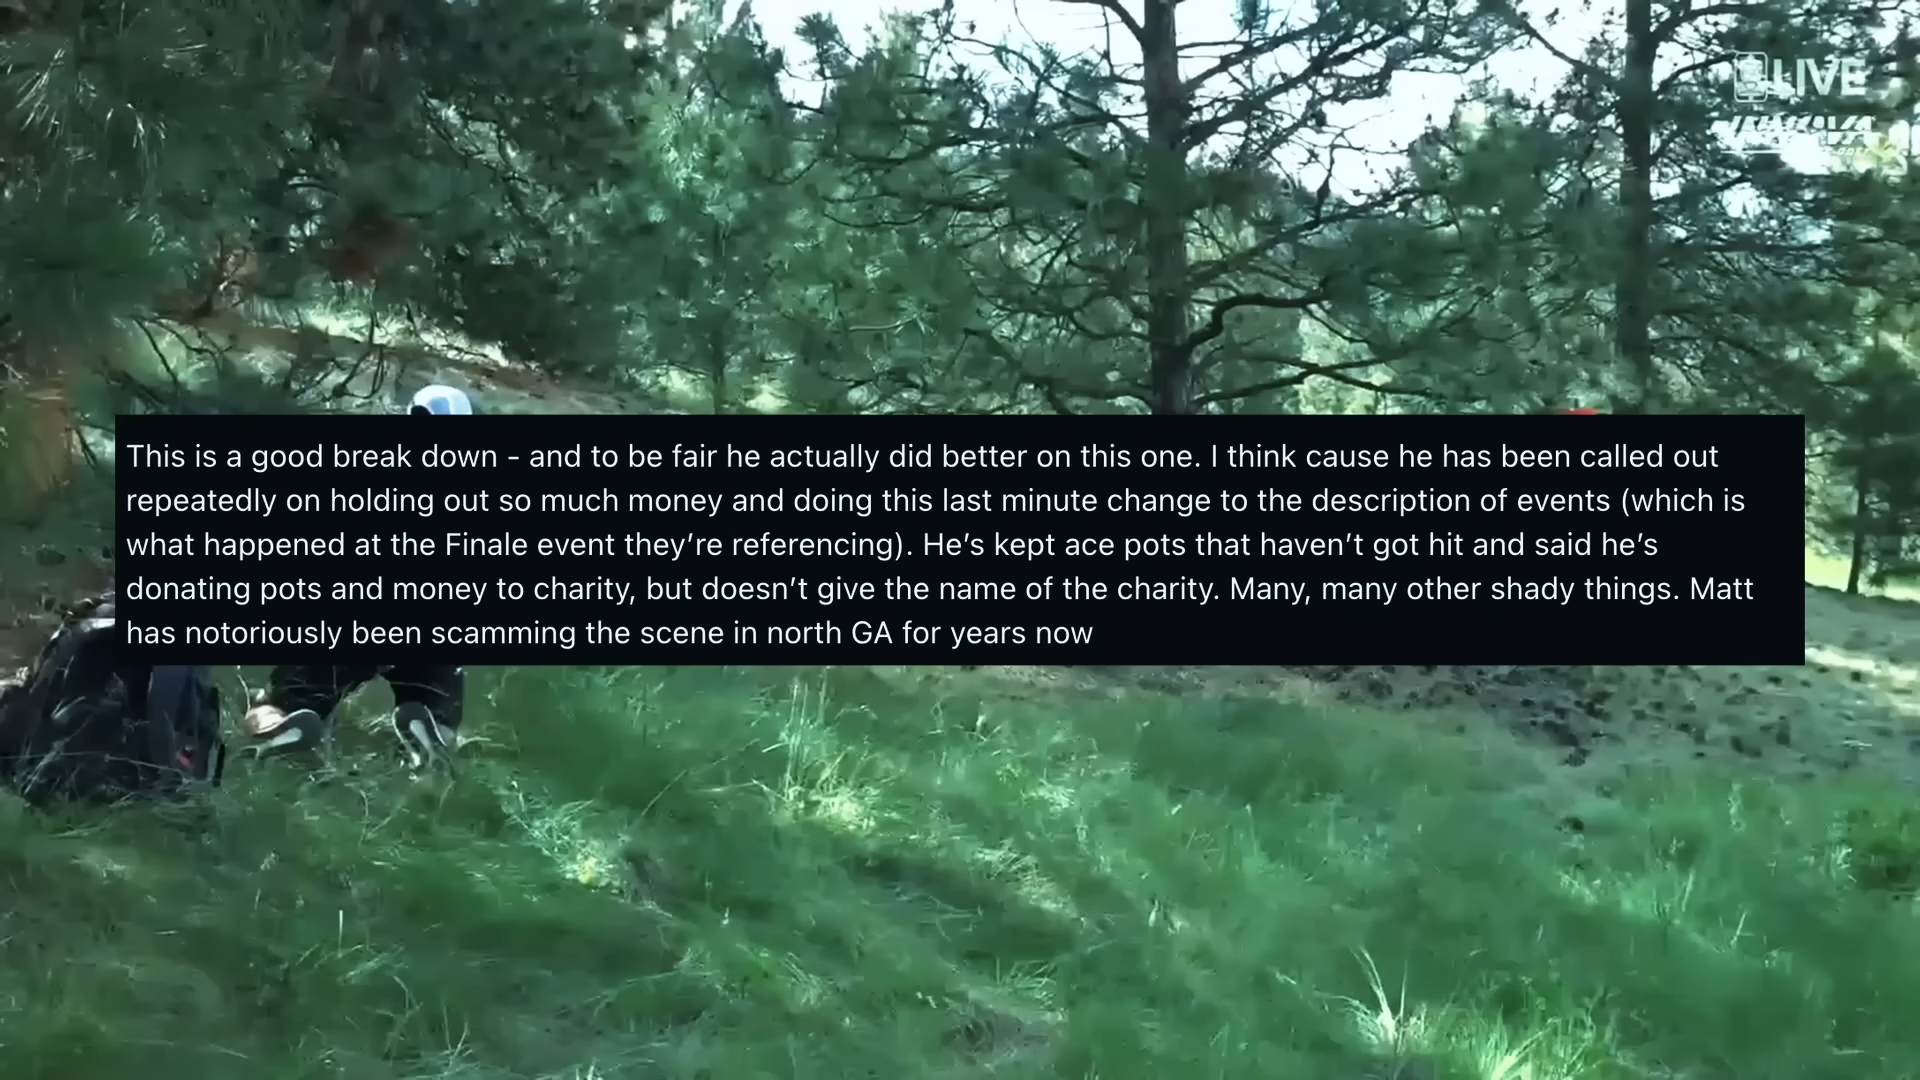 LIVE
This is a good break down - and to be fair he actually did better on this one. I think cause he has been called out
repeatedly on holding out so much money and doing this last minute change to the description of events (which is
what happened at the Finale event they’re referencing). He’s kept ace pots that haven’t got hit and said he’s
donating pots and money to charity, but doesn’t give the name of the charity. Many, many other shady things. Matt
has notoriously been scamming the scene in north GA for years now